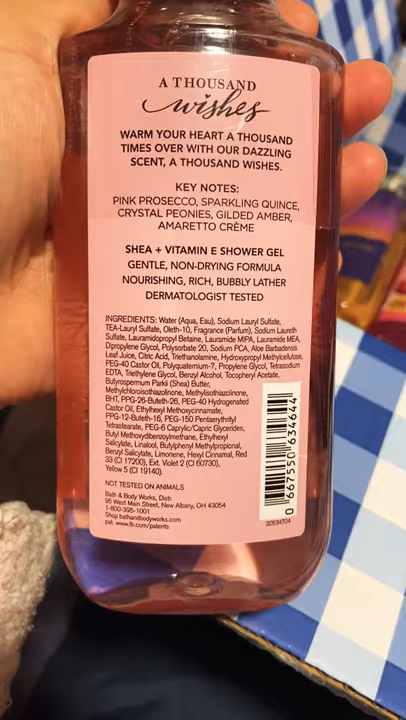 A THOUSAND
wishes
WARM YOUR HEART A THOUSAND
TIMES OVER WITH OUR DAZZLING
SCENT, A THOUSAND WISHES.
KEY NOTES:
PINK PROSECCO, SPARKLING QUINCE,
CRYSTAL PEONIES, GILDED AMBER,
AMARETTO CRÈME
SHEA + VITAMIN E SHOWER GEL
GENTLE, NON-DRYING FORMULA
NOURISHING, RICH, BUBBLY LATHER
DERMATOLOGIST TESTED
INGREDIENTS: Water (Aqua, Eau), Sodium Lauryl Sulfate,
TEA-Lauryl Sulfate, Oleth-10, Fragrance (Parfum), Sodium Laureth
Sulfate, Lauramidopropyl Betaine, Lauramide MIPA, Lauramide MEA,
Dipropylene Glycol, Polysorbate 20, Sodium PCA, Aloe Barbadensis
Leaf Juice, Citric Acid, Triethanolamine, Hydroxypropyl Methylcellulose,
PEG-40 Castor Oil, Polyquaternium-7, Propylene Glycol, Tetrasodium
EDTA, Triethylene Glycol, Benzyl Alcohol, Tocopheryl Acetate,
Butyrospermum Parkii (Shea) Butter,
Methylchloroisothiazolinone, Methylisothiazolinone,
BHT, PPG-26-Buteth-26, PEG-40 Hydrogenated
Castor Oil, Ethylhexyl Methoxycinnamate,
PPG-12-Buteth-16, PEG-150 Pentaerythrityl
Tetrastearate, PEG-6 Caprylic/Capric Glycerides,
Butyl Methoxydibenzoylmethane, Ethylhexyl
Salicylate, Linalool, Butylphenyl Methylpropional,
Benzyl Salicylate, Limonene, Hexyl Cinnamal, Red
33 (CI 17200), Ext. Violet 2 (CI 60730),
Yellow 5 (CI 19140).
NOT TESTED ON ANIMALS
Bath & Body Works, Distr.
95 West Main Street, New Albany, OH 43054
1-800-395-1001
Shop bathandbodyworks.com
pat. www.lb.com/patents
0 667550 634644
30534704